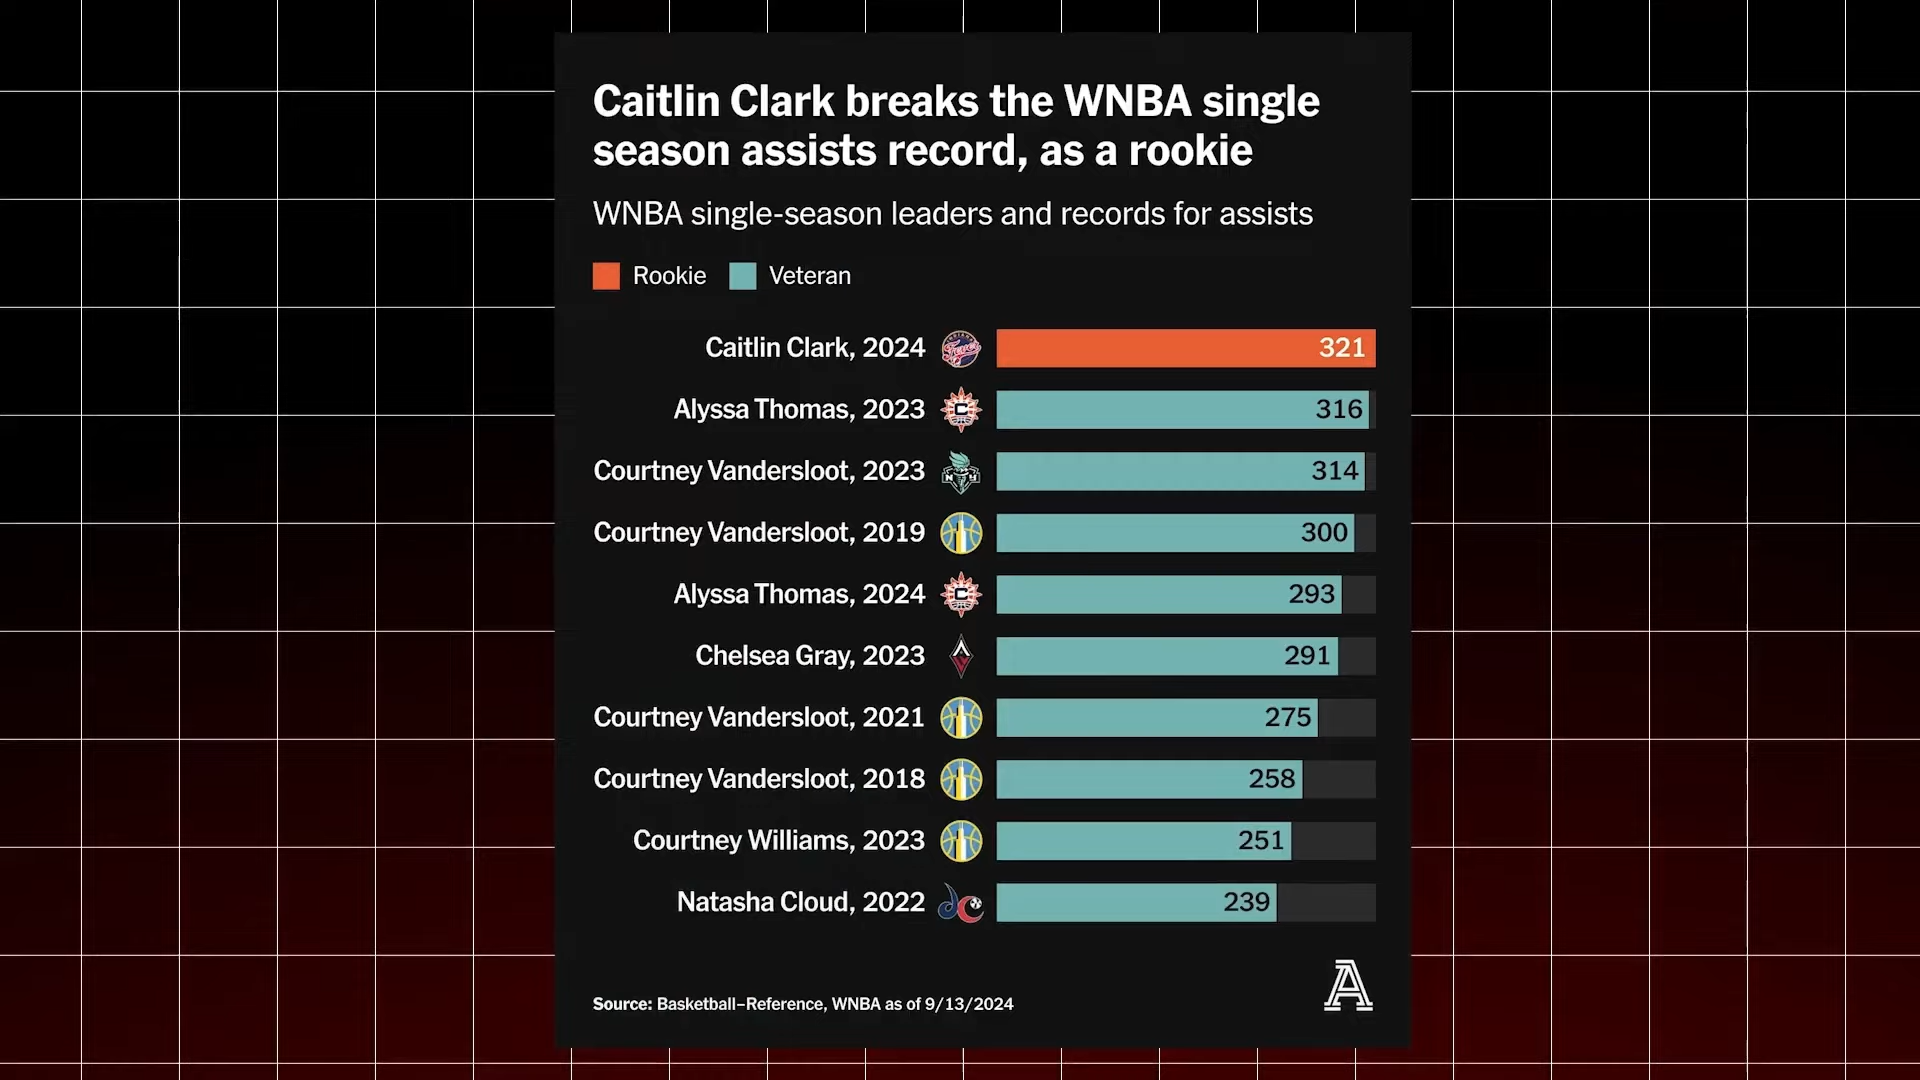 Caitlin Clark breaks the WNBA single
season assists record, as a rookie
WNBA single-season leaders and records for assists
Rookie Veteran
Caitlin Clark, 2024 Fever 321
Alyssa Thomas, 2023 C 316
Courtney Vandersloot, 2023 NY 314
Courtney Vandersloot, 2019 300
Alyssa Thomas, 2024 C 293
Chelsea Gray, 2023 291
Courtney Vandersloot, 2021 275
Courtney Vandersloot, 2018 258
Courtney Williams, 2023 251
Natasha Cloud, 2022 dc 239
A
Source: Basketball-Reference, WNBA as of 9/13/2024